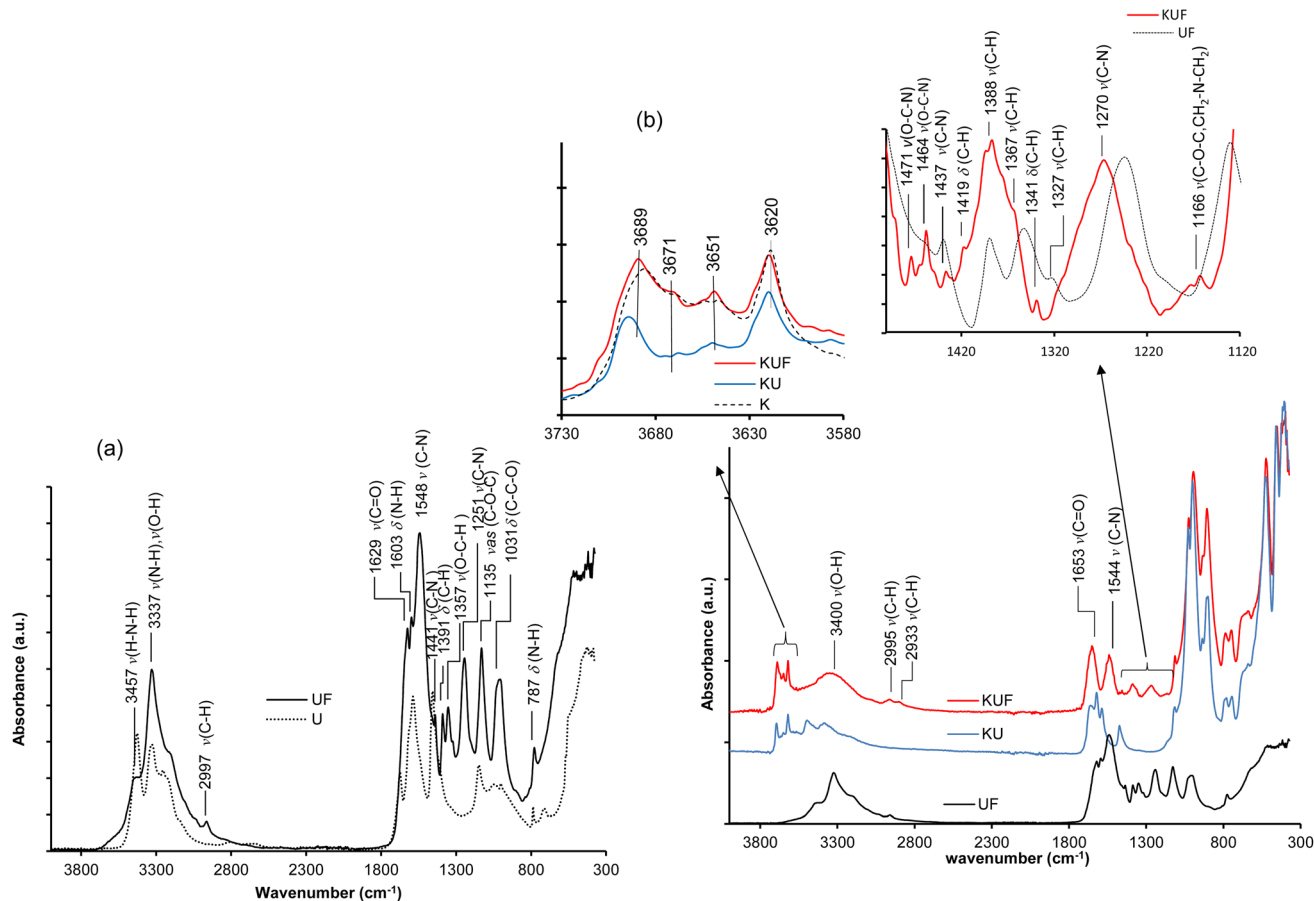 (a)
Absorbance (a.u.)
3457 ν(H-N-H)
3337 ν(N-H),ν(O-H)
2997 ν(C-H)
1629 ν(C=O)
1603 δ (N-H)
1548 ν (C-N)
1441 ν(C-N )
1391 δ (C-H)
1357 ν(O-C-H )
1251 ν(C-N)
1135 vas (C-O-C)
1031 δ (C-C-O)
787 δ (N-H)
UF
U
3800 3300 2800 2300 1800 1300 800 300
Wavenumber (cm-1)
(b)
3689
3671
3651
3620
KUF
KU
K
3730 3680 3630 3580
KUF
UF
1471 ν(O-C-N)
1464 ν(O-C-N)
1437 ν(C-N)
1419 δ (C-H)
1388 ν(C-H)
1367 ν(C-H)
1341 δ(C-H)
1327 ν(C-H)
1270 ν(C-N)
1166 ν(C-O-C,CH2-N-CH2)
1420 1320 1220 1120
Absorbance (a.u.)
3400 ν(O-H)
2995 ν(C-H)
2933 ν(C-H)
1653 ν(C=O)
1544 ν (C-N)
KUF
KU
UF
3800 3300 2800 2300 1800 1300 800 300
wavenumber (cm-1)